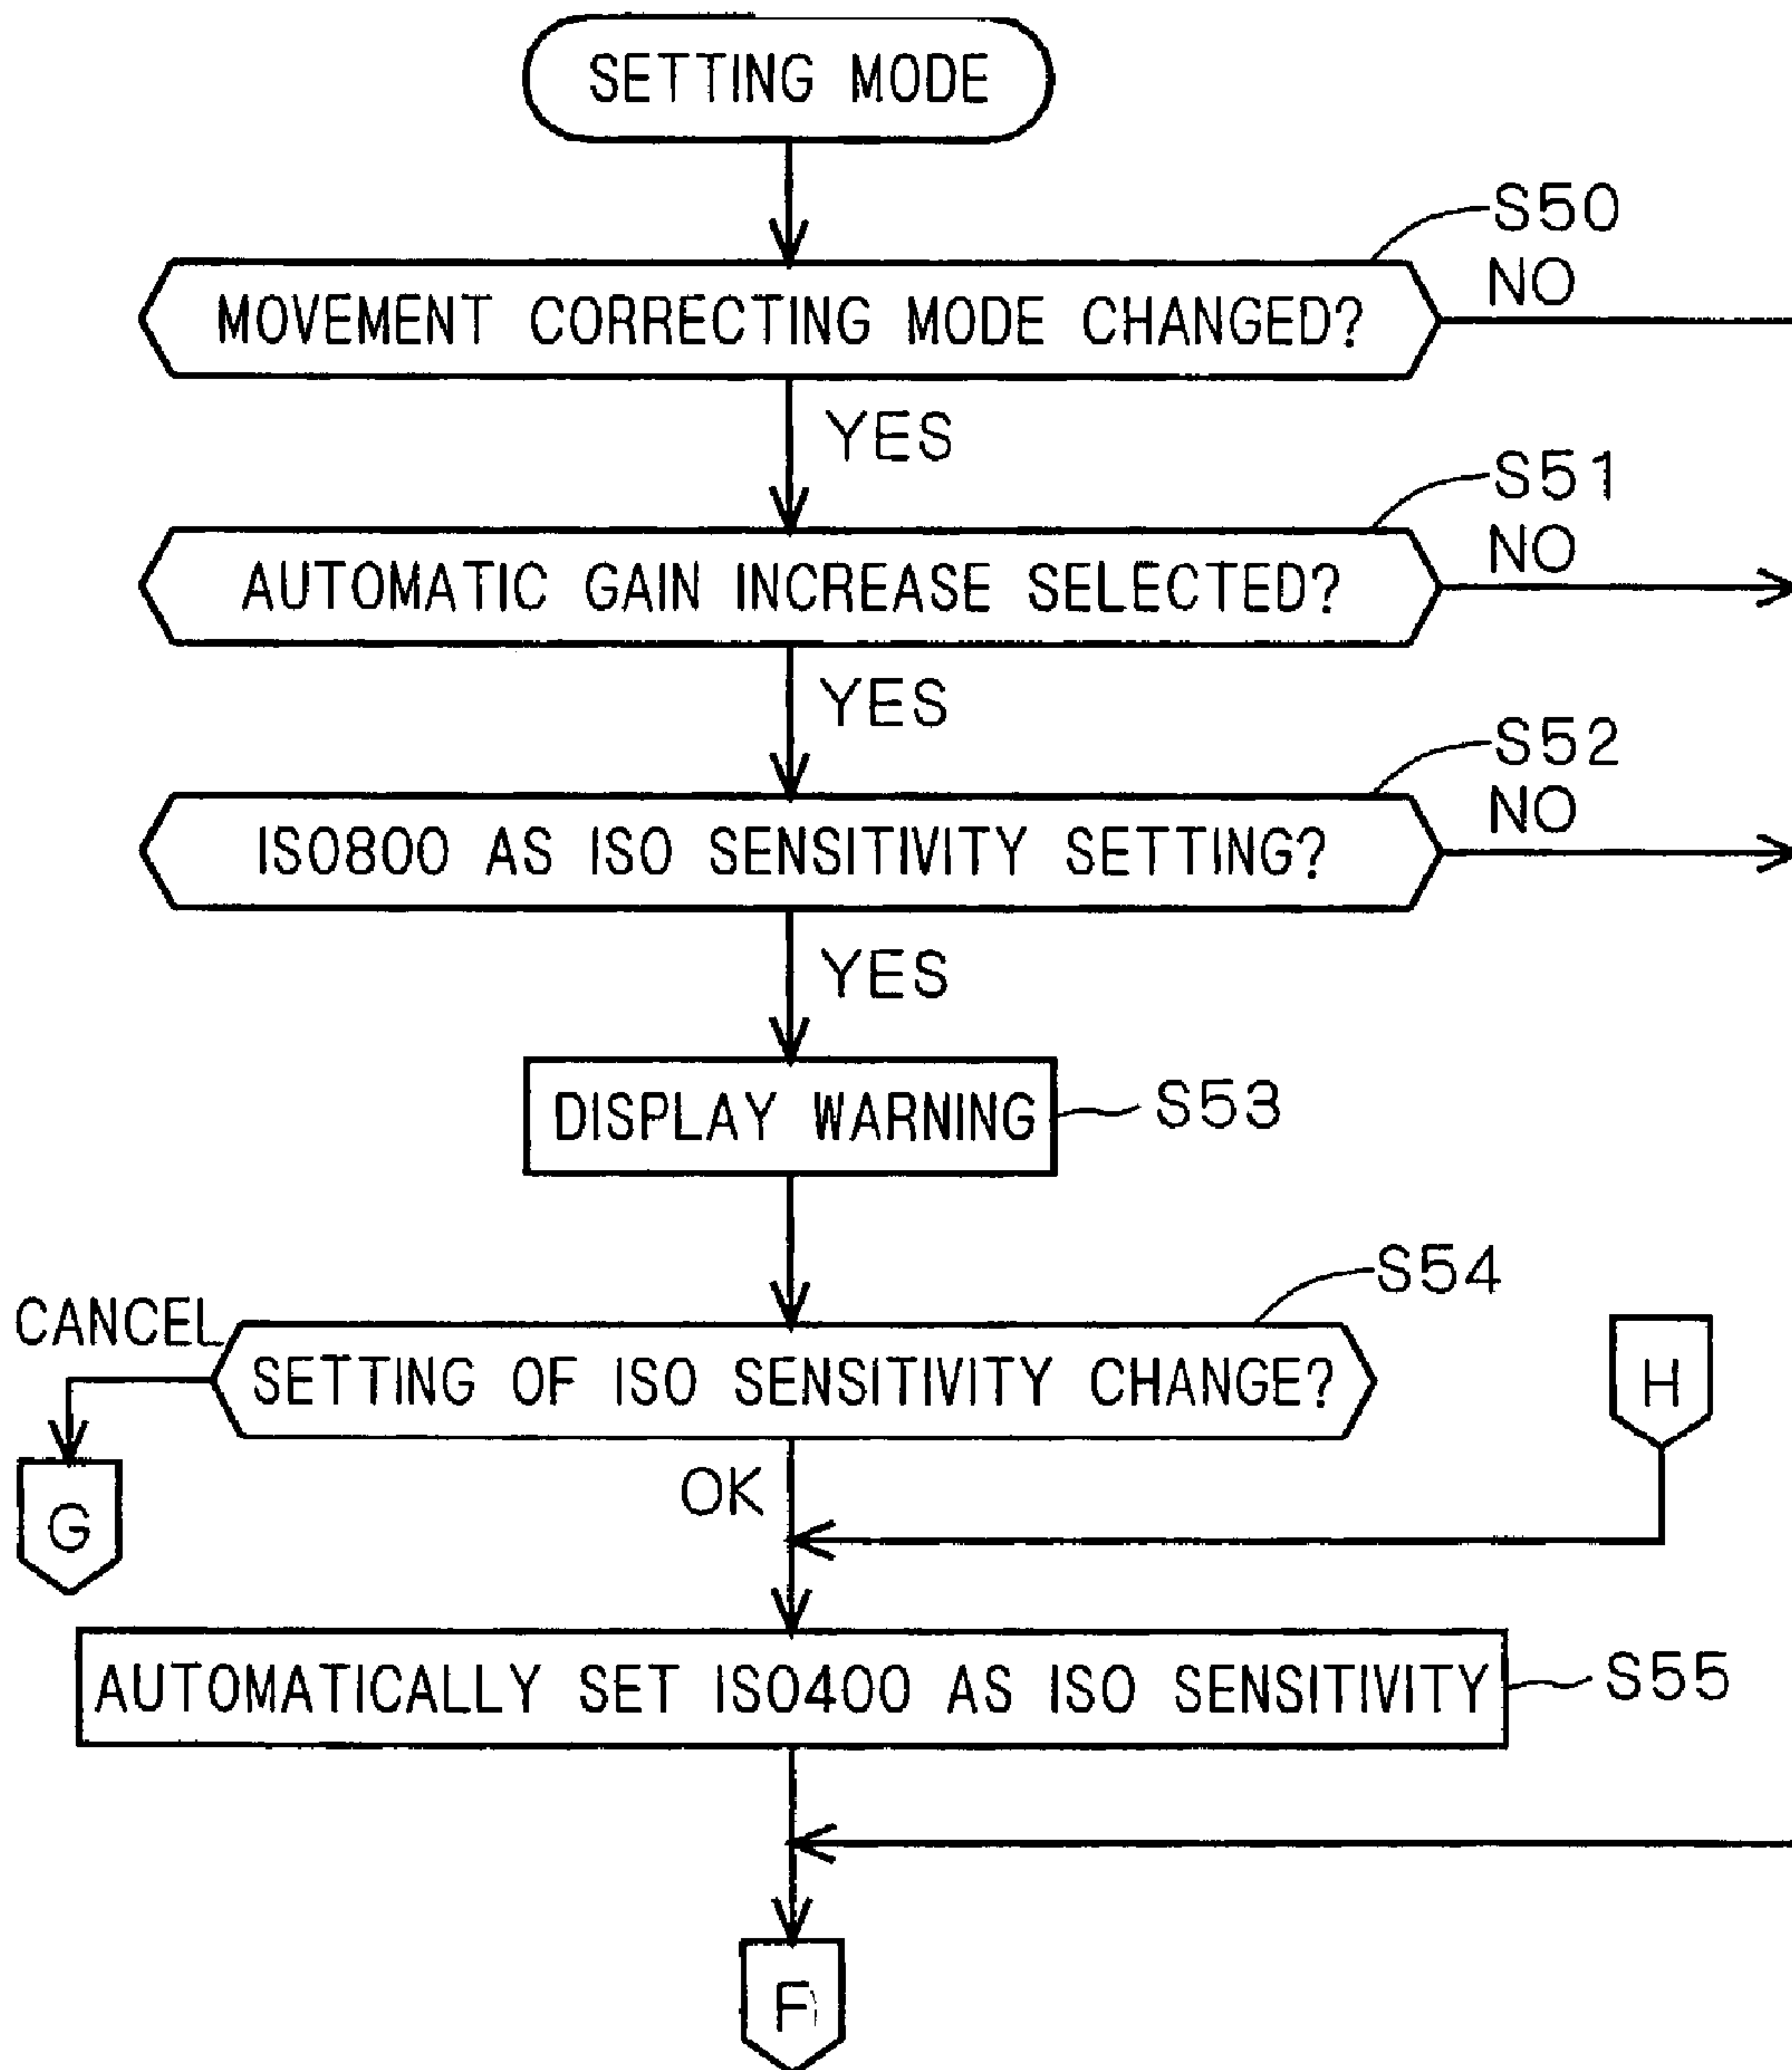 SETTING MODE
S50
MOVEMENT CORRECTING MODE CHANGED?
NO
YES
S51
AUTOMATIC GAIN INCREASE SELECTED?
NO
YES
S52
ISO800 AS ISO SENSITIVITY SETTING?
NO
YES
DISPLAY WARNING
S53
S54
CANCEL
SETTING OF ISO SENSITIVITY CHANGE?
H
G
OK
AUTOMATICALLY SET ISO400 AS ISO SENSITIVITY
S55
F